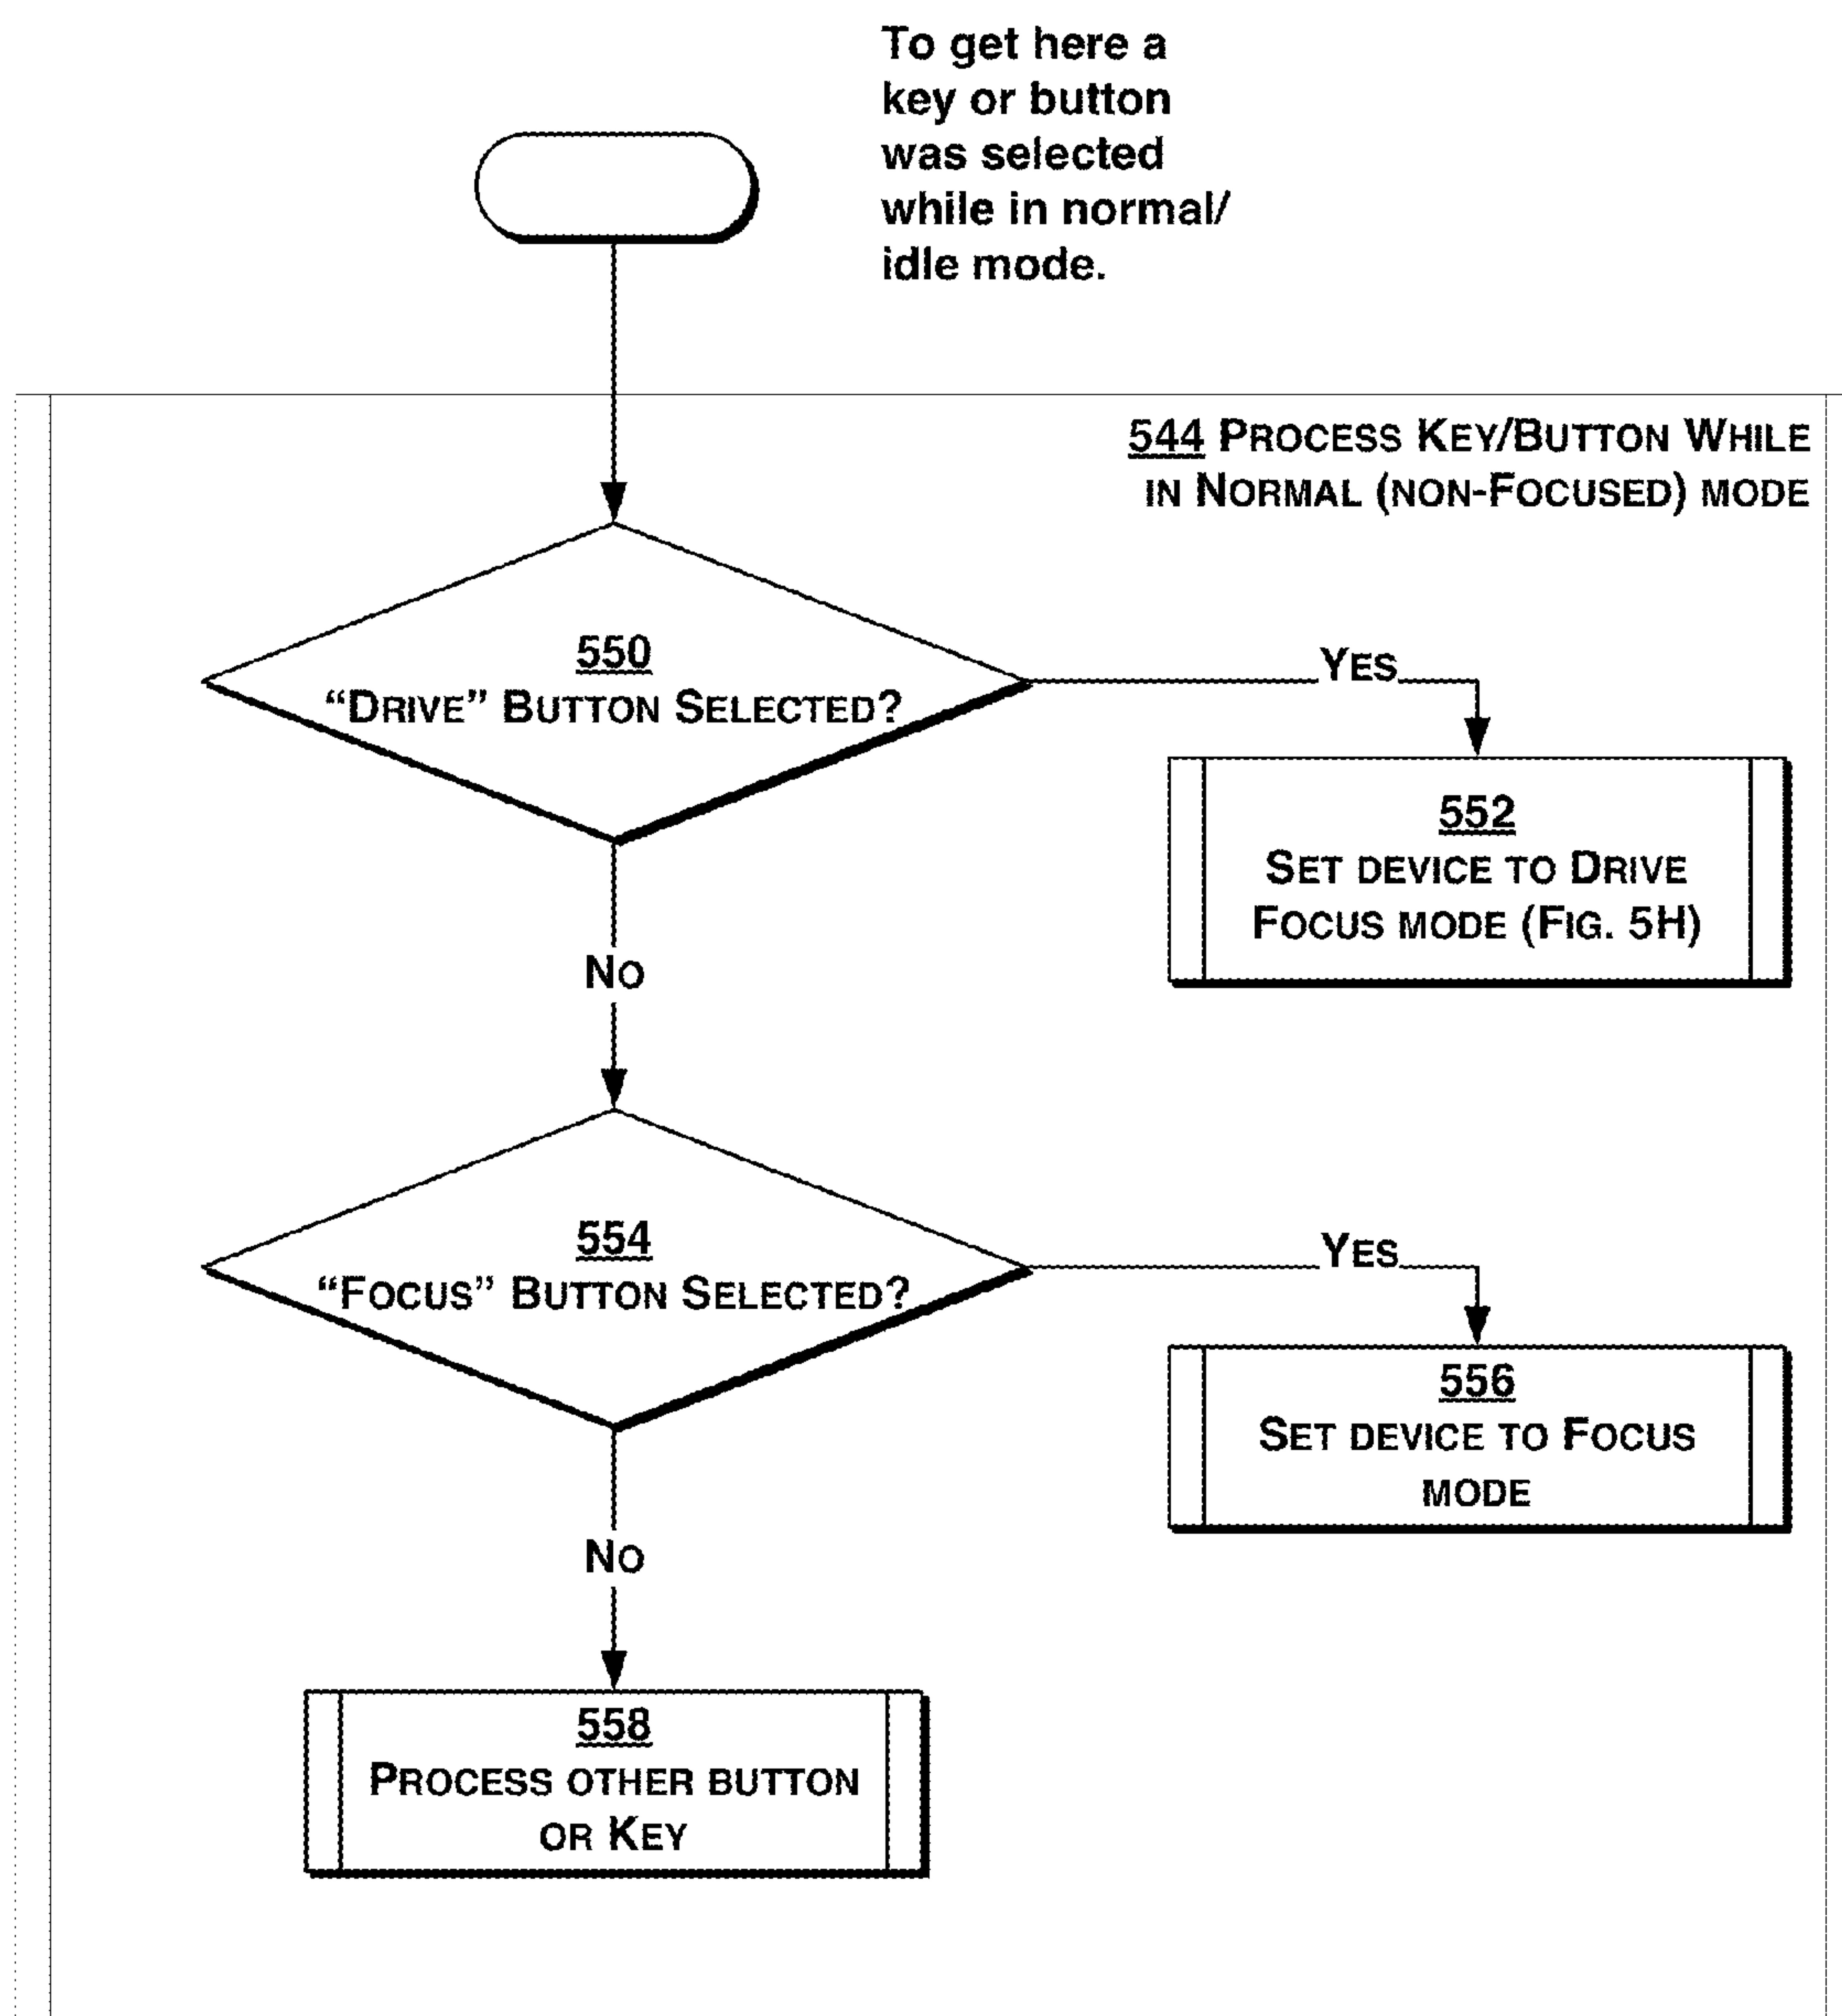 To get here a
key or button
was selected
while in normal/
idle mode.
544 PROCESS KEY/BUTTON WHILE
IN NORMAL (NON-FOCUSED) MODE
550
“DRIVE” BUTTON SELECTED?
YES
552
SET DEVICE TO DRIVE
FOCUS MODE (FIG. 5H)
NO
554
“FOCUS” BUTTON SELECTED?
YES
556
SET DEVICE TO FOCUS
MODE
NO
558
PROCESS OTHER BUTTON
OR KEY